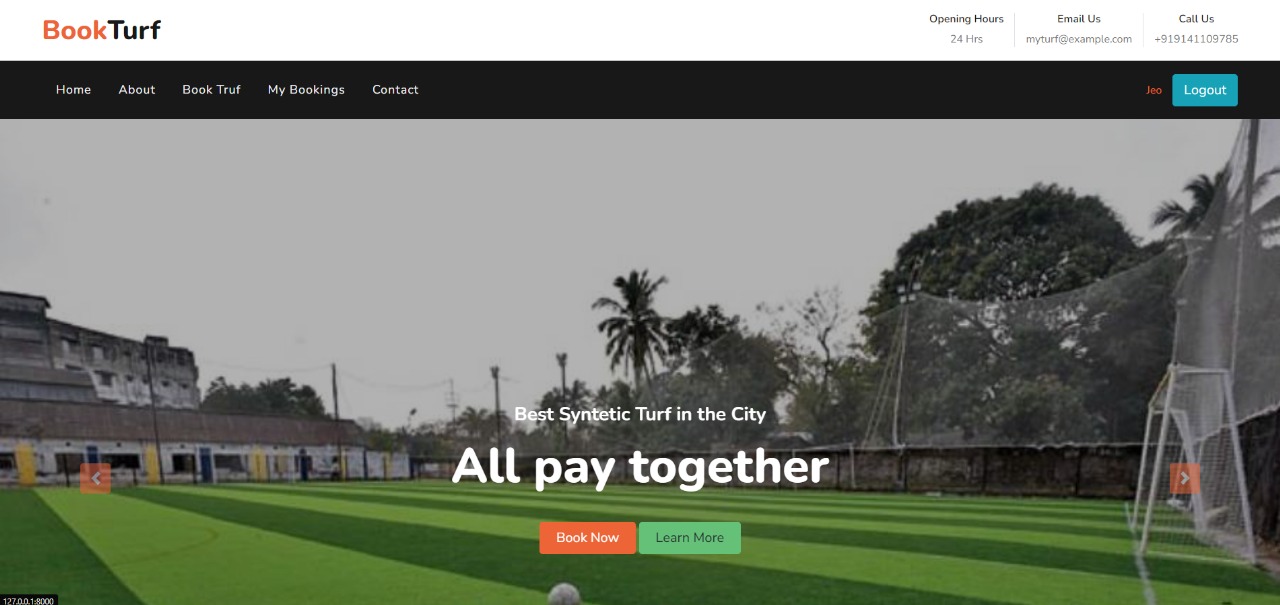 BookTurf
Opening Hours
24 Hrs
Email Us
myturf@example.com
Call Us
+919141109785
Home About Book Truf My Bookings Contact
Jeo Logout
Best Syntetic Turf in the City
All pay together
Book Now Learn More
127.0.0.1:8000